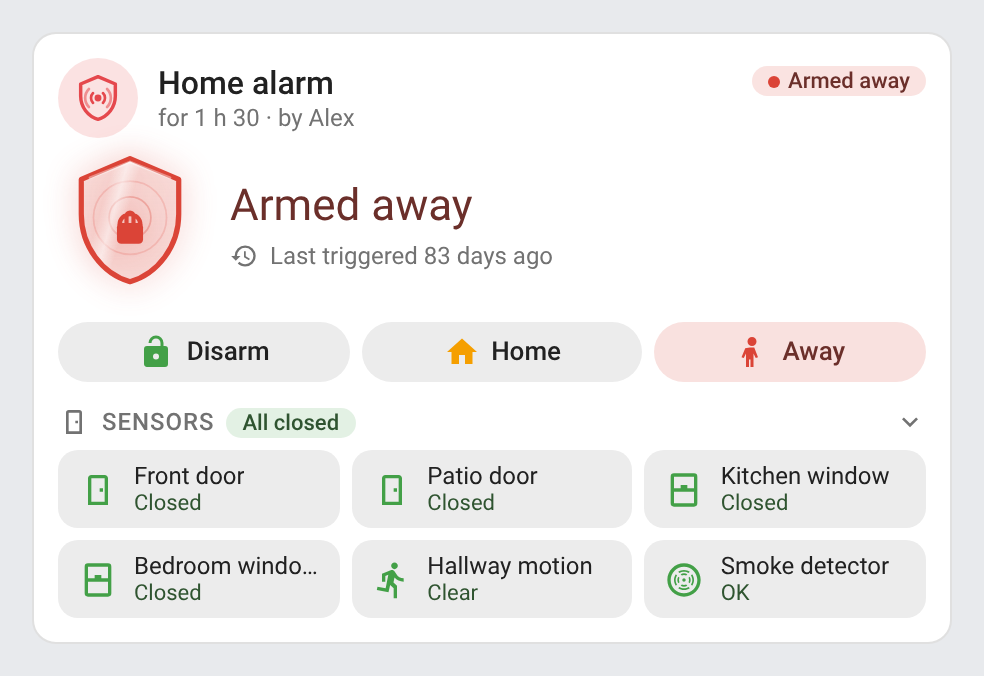 Home alarm
for 1 h 30 · by Alex
Armed away
Armed away
Last triggered 83 days ago
Disarm
Home
Away
SENSORS
All closed
Front door
Closed
Patio door
Closed
Kitchen window
Closed
Bedroom windo...
Closed
Hallway motion
Clear
Smoke detector
OK